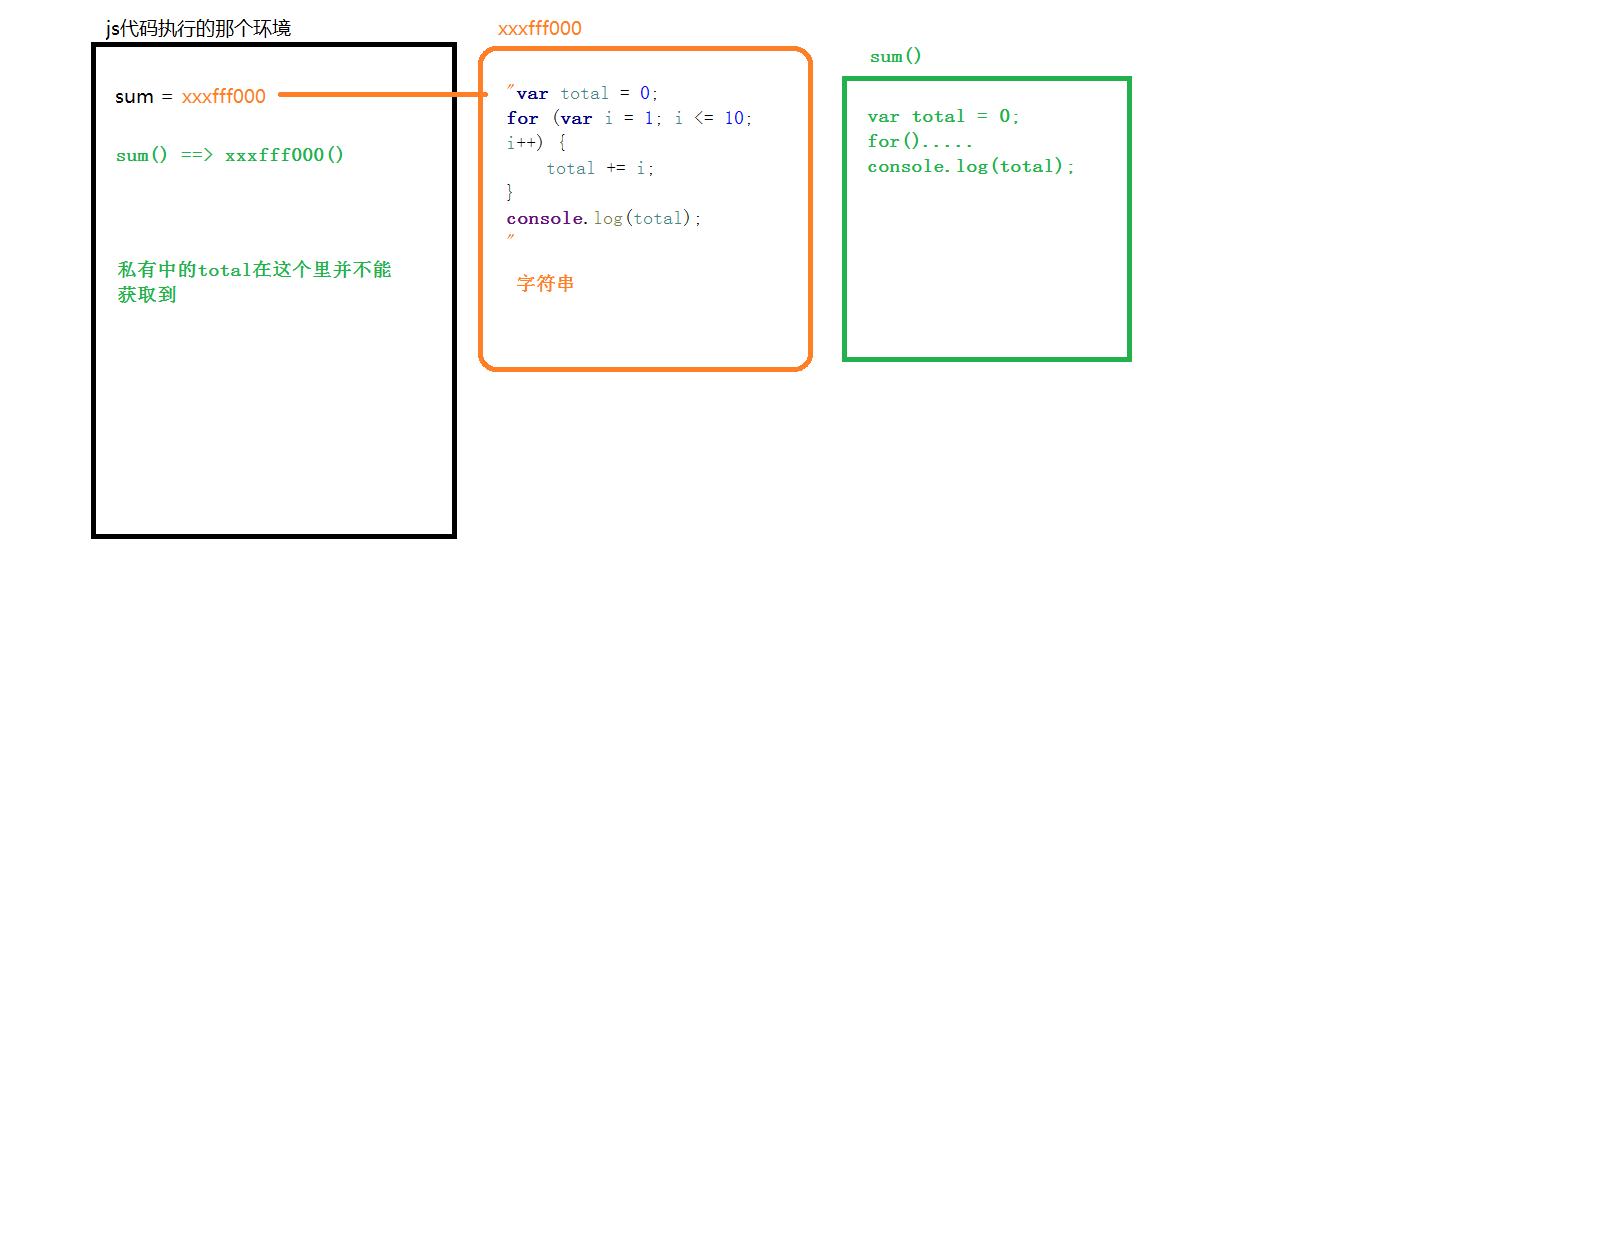 js代码执行的那个环境
sum = xxxfff000
sum() ==> xxxfff000()
私有中的total在这个里并不能
获取到
xxxfff000
"var total = 0;
for (var i = 1; i <= 10;
i++) {
    total += i;
}
console.log(total);
"
字符串
sum()
var total = 0;
for().....
console.log(total);